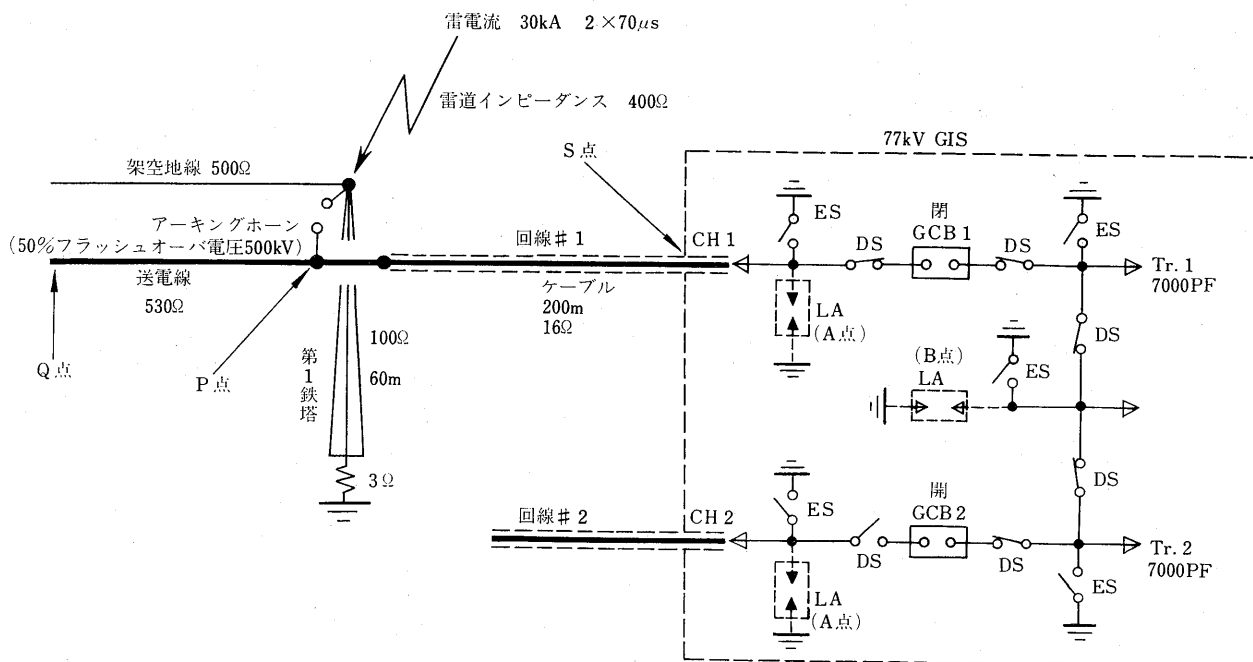 雷電流 30kA 2×70μs
雷道インピーダンス 400Ω
S点
77kV GIS
架空地線 500Ω
アーキングホーン
(50%フラッシュオーバ電圧500kV)
送電線
530Ω
Q点
P点
第1鉄塔
100Ω
60m
3Ω
回線#1
ケーブル
200m
16Ω
CH 1
ES
DS
閉
GCB 1
DS
ES
Tr. 1
7000PF
LA
(A点)
DS
(B点)
LA
ES
DS
回線#2
CH 2
ES
DS
開
GCB 2
DS
Tr. 2
7000PF
ES
LA
(A点)